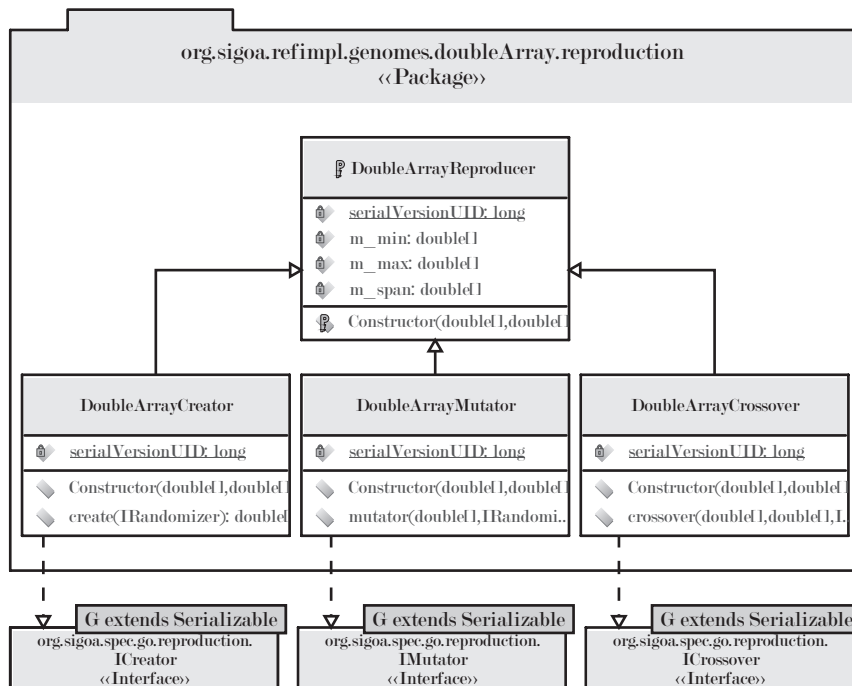 org.sigoa.refimpl.genomes.doubleArray.reproduction
‹‹Package››
DoubleArrayReproducer
serialVersionUID: long
m_min: double[]
m_max: double[]
m_span: double[]
Constructor(double[],double[]
DoubleArrayCreator
serialVersionUID: long
Constructor(double[],double[]
create(IRandomizer): double[
DoubleArrayMutator
serialVersionUID: long
Constructor(double[],double[]
mutator(double[],IRandomi..
DoubleArrayCrossover
serialVersionUID: long
Constructor(double[],double[
crossover(double[],double[],I..
G extends Serializable
org.sigoa.spec.go.reproduction.
ICreator
‹‹Interface››
G extends Serializable
org.sigoa.spec.go.reproduction.
IMutator
‹‹Interface››
G extends Serializable
org.sigoa.spec.go.reproduction.
ICrossover
‹‹Interface››